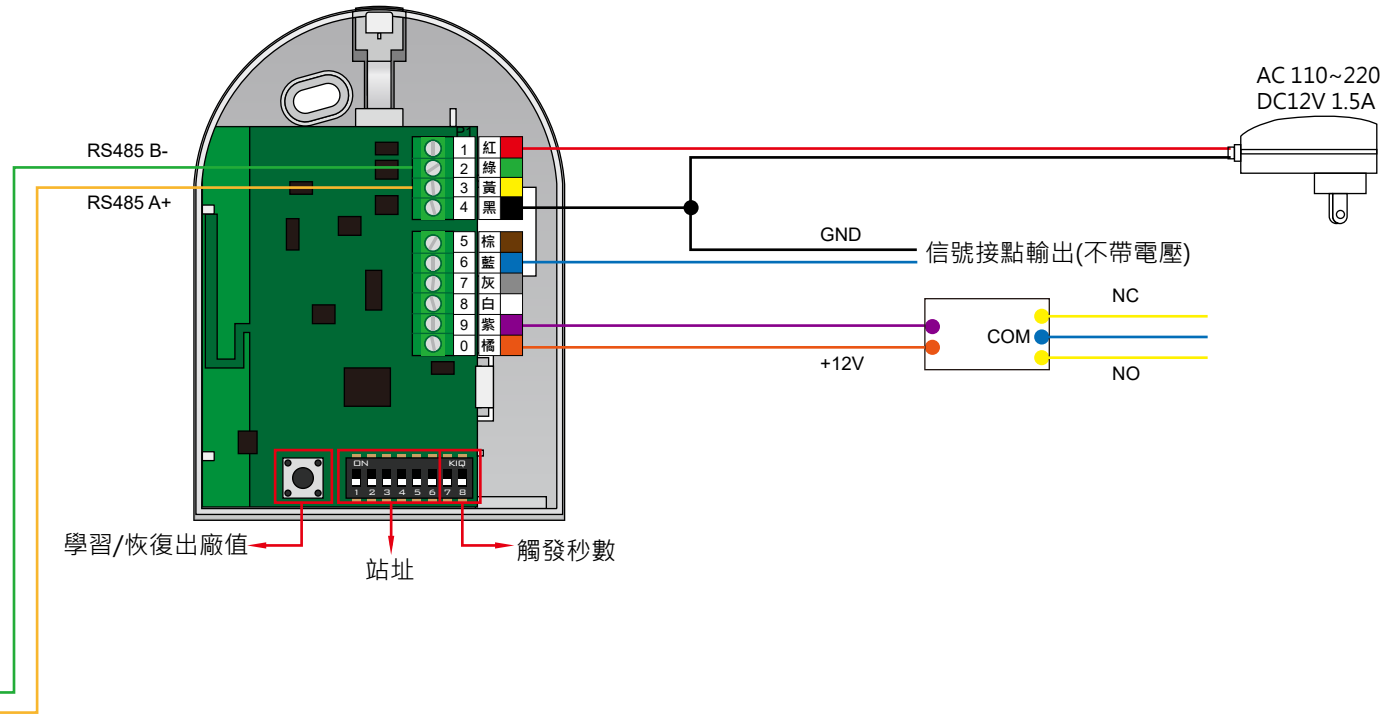 AC 110~220
DC12V 1.5A
P1
1 紅
RS485 B-
2 綠
3 黃
RS485 A+
4 黑
5 棕
GND
6 藍
信號接點輸出(不帶電壓)
7 灰
8 白
NC
9 紫
COM
0 橘
+12V
NO
ON KIQ
1 2 3 4 5 6 7 8
學習/恢復出廠值
站址
觸發秒數